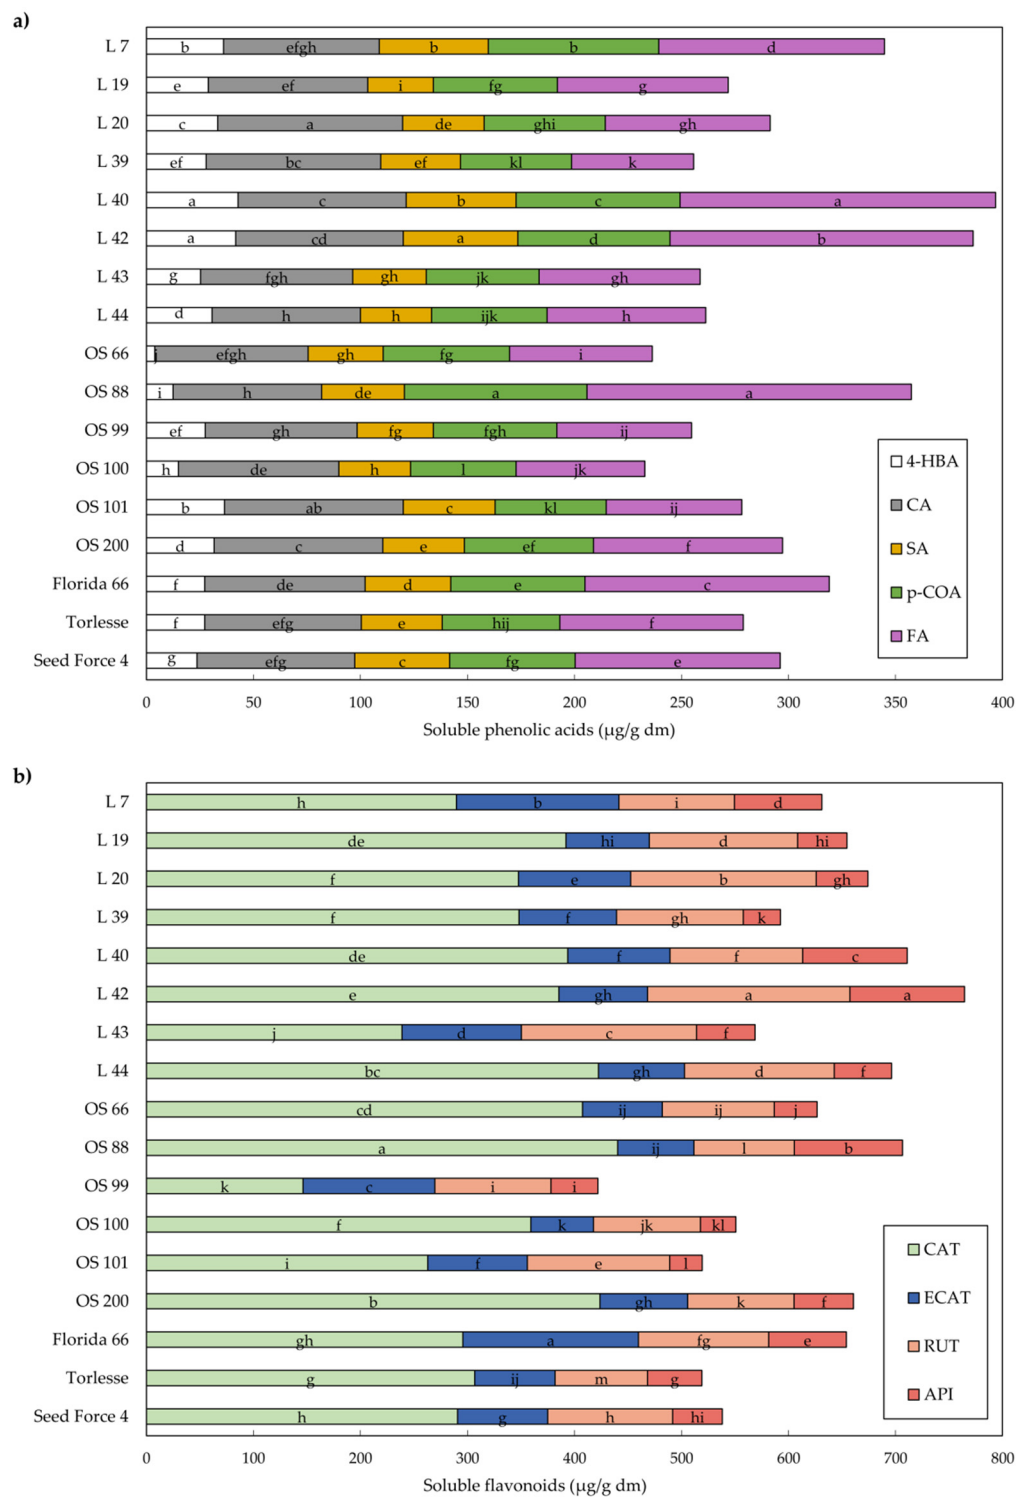 a)
L 7 b efgh b b d
L 19 e ef i fg g
L 20 c a de ghi gh
L 39 ef bc ef kl k
L 40 a c b c a
L 42 a cd a d b
L 43 g fgh gh jk gh
L 44 d h h ijk h
OS 66 j efgh gh fg i
OS 88 i h de a a
OS 99 ef gh fg fgh ij
OS 100 h de h l jk
OS 101 b ab c kl ij
OS 200 d c e ef f
Florida 66 f de d e c
Torlesse f efg e hij f
Seed Force 4 g efg c fg e
4-HBA
CA
SA
p-COA
FA
0 50 100 150 200 250 300 350 400
Soluble phenolic acids (µg/g dm)
b)
L 7 h b i d
L 19 de hi d hi
L 20 f e b gh
L 39 f f gh k
L 40 de f f c
L 42 e gh a a
L 43 j d c f
L 44 bc gh d f
OS 66 cd ij ij j
OS 88 a ij l b
OS 99 k c i i
OS 100 f k jk kl
OS 101 i f e l
OS 200 b gh k f
Florida 66 gh a fg e
Torlesse g ij m g
Seed Force 4 h g h hi
CAT
ECAT
RUT
API
0 100 200 300 400 500 600 700 800
Soluble flavonoids (µg/g dm)